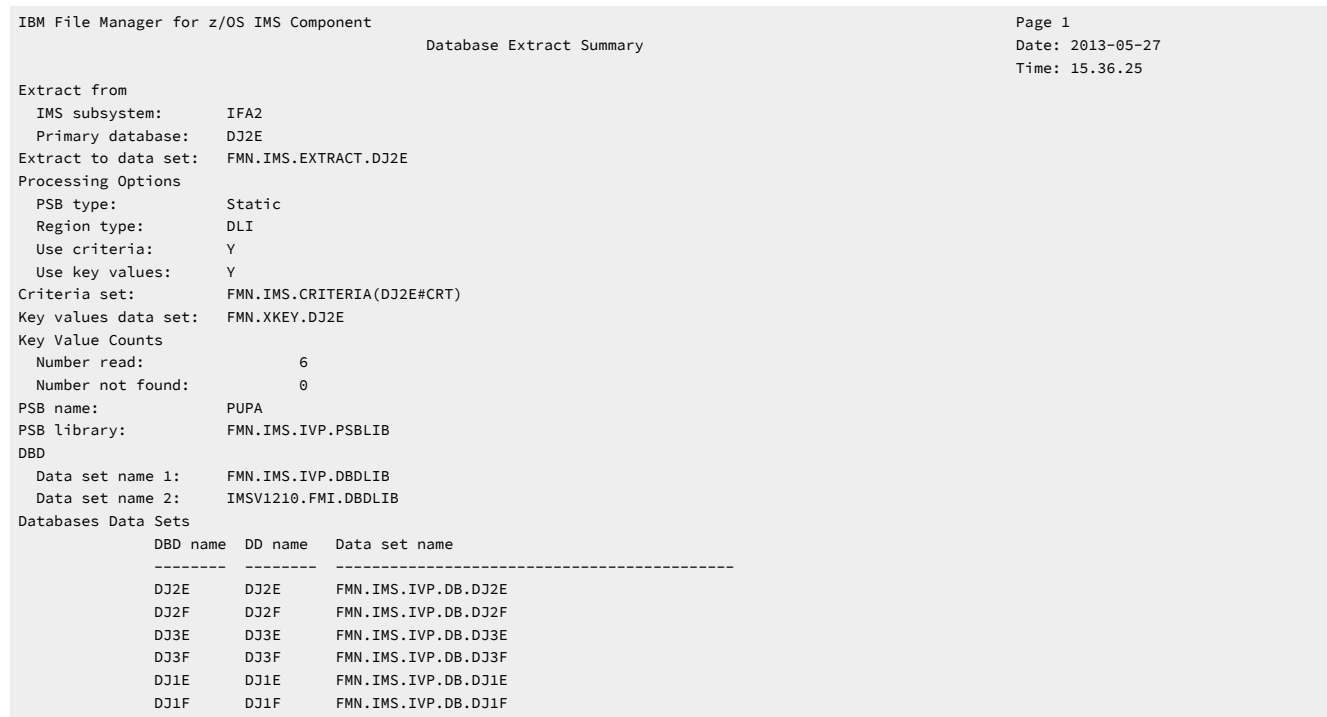 IBM File Manager for z/OS IMS Component                                                                       Page 1
                                             Database Extract Summary                                         Date: 2013-05-27
                                                                                                              Time: 15.36.25
Extract from
  IMS subsystem:       IFA2
  Primary database:    DJ2E
Extract to data set:   FMN.IMS.EXTRACT.DJ2E
Processing Options
  PSB type:            Static
  Region type:         DLI
  Use criteria:        Y
  Use key values:      Y
Criteria set:          FMN.IMS.CRITERIA(DJ2E#CRT)
Key values data set:   FMN.XKEY.DJ2E
Key Value Counts
  Number read:                 6
  Number not found:            0
PSB name:              PUPA
PSB library:           FMN.IMS.IVP.PSBLIB
DBD
  Data set name 1:     FMN.IMS.IVP.DBDLIB
  Data set name 2:     IMSV1210.FMI.DBDLIB
Databases Data Sets
               DBD name  DD name   Data set name
               --------  --------  --------------------------------------------
               DJ2E      DJ2E      FMN.IMS.IVP.DB.DJ2E
               DJ2F      DJ2F      FMN.IMS.IVP.DB.DJ2F
               DJ3E      DJ3E      FMN.IMS.IVP.DB.DJ3E
               DJ3F      DJ3F      FMN.IMS.IVP.DB.DJ3F
               DJ1E      DJ1E      FMN.IMS.IVP.DB.DJ1E
               DJ1F      DJ1F      FMN.IMS.IVP.DB.DJ1F